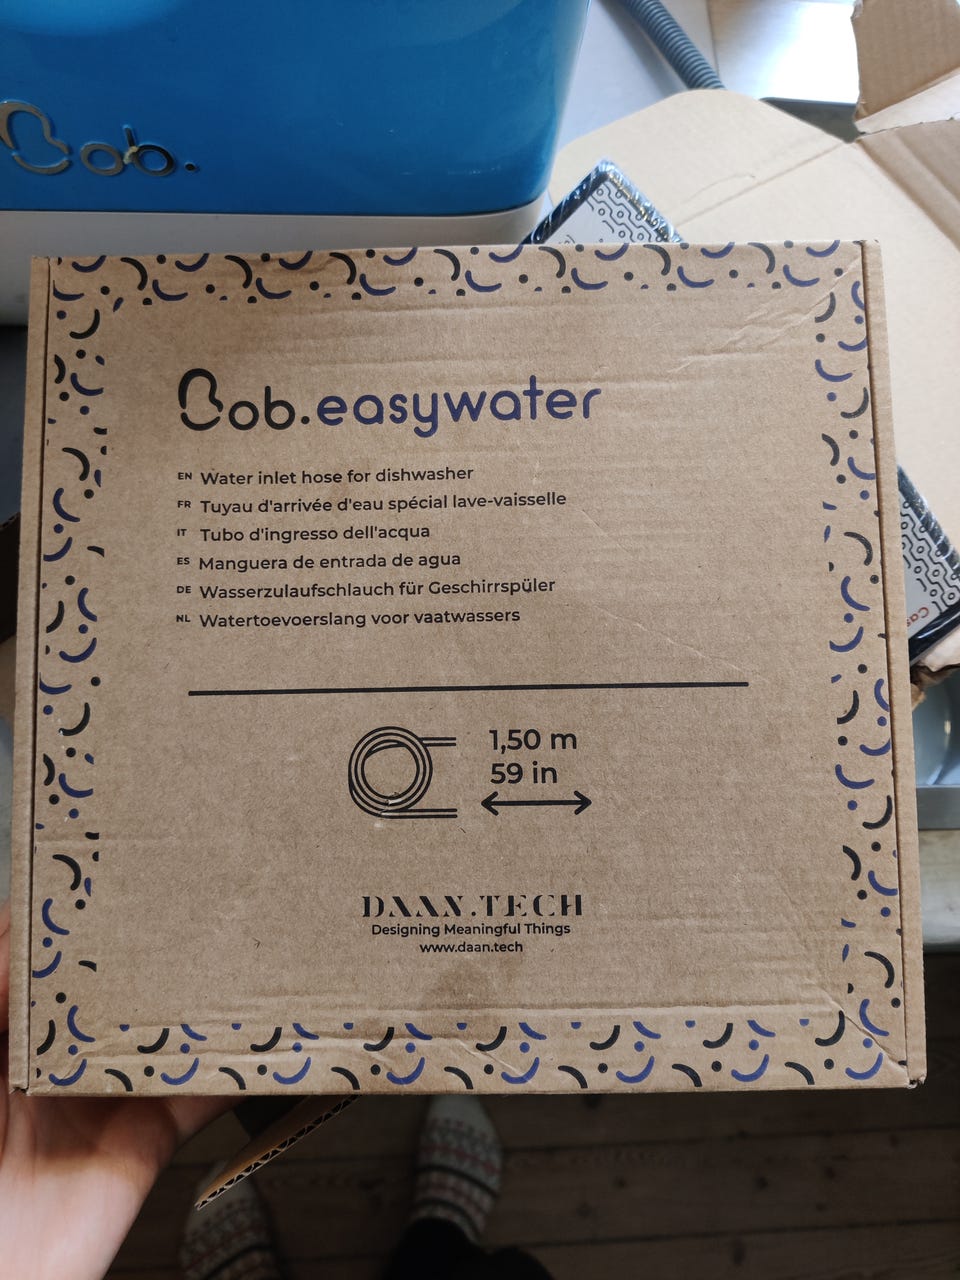 Bob.
Bob.easywater
EN Water inlet hose for dishwasher
FR Tuyau d'arrivée d'eau spécial lave-vaisselle
IT Tubo d'ingresso dell'acqua
ES Manguera de entrada de agua
DE Wasserzulaufschlauch für Geschirrspüler
NL Watertoevoerslang voor vaatwassers
1,50 m
59 in
DAAN.TECH
Designing Meaningful Things
www.daan.tech